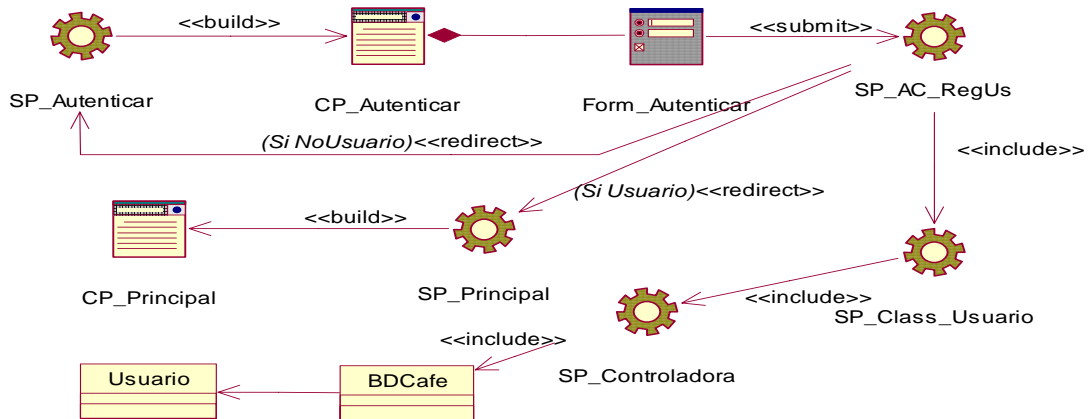 <<build>>
<<submit>>
SP_Autenticar
CP_Autenticar
Form_Autenticar
SP_AC_RegUs
(Si NoUsuario)<<redirect>>
<<include>>
(Si Usuario)<<redirect>>
<<build>>
CP_Principal
SP_Principal
<<include>>
SP_Class_Usuario
<<include>>
SP_Controladora
Usuario
BDCafe